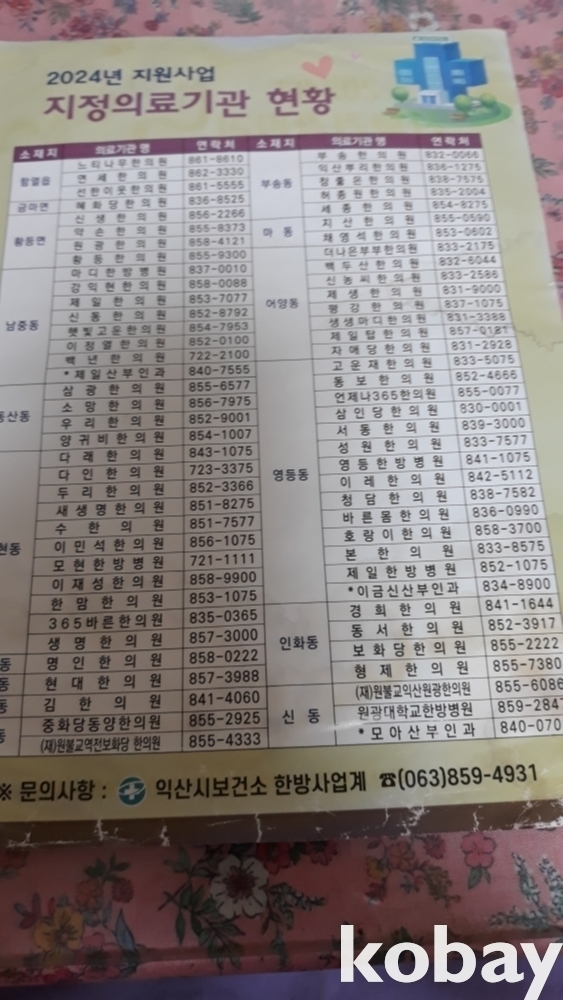 2024년 지원사업
지정의료기관 현황
소재지 의료기관명 연락처
함열읍
느티나무한의원 861-8610
연세한의원 862-3330
선한이웃한의원 861-5555
금마면
혜화당한의원 836-8525
황등면
신생한의원 856-2266
약손한의원 855-8373
원광한의원 858-4121
황등한의원 855-9300
남중동
마디한방병원 837-0010
강익현한의원 858-0088
제일한의원 853-7077
신통한의원 852-8792
햇빛고운한의원 854-7953
이정열한의원 852-0100
백년한의원 722-2100
*제일산부인과 840-7555
동산동
삼광한의원 855-6577
소망한의원 856-7975
우리한의원 852-9001
양귀비한의원 854-1007
현동
다래한의원 843-1075
다인한의원 723-3375
두리한의원 852-3366
새생명한의원 851-8275
수한의원 851-7577
이민석한의원 856-1075
모현한방병원 721-1111
이재성한의원 858-9900
한맘한의원 853-1075
365바른한의원 835-0365
생명한의원 857-3000
동
명인한의원 858-0222
동
현대한의원 857-3988
동
김한의원 841-4060
동
중화당동양한의원 855-2925
(재)원불교역전보화당 한의원 855-4333
소재지 의료기관명 연락처
부송동
부송한의원 832-0066
익산뿌리한의원 836-1275
참좋은한의원 838-7575
허종원한의원 835-2004
세종한의원 854-8275
마동
지산한의원 855-0590
채영석한의원 853-0602
어양동
더나은부부한의원 833-2175
백두산한의원 832-6044
신농씨한의원 833-2586
제생한의원 831-9000
평강한의원 837-1075
생생마디한의원 831-3388
제일탑한의원 857-0181
자애당한의원 831-2928
영등동
고운재한의원 833-5075
동보한의원 852-4666
언제나365한의원 855-0077
삼인당한의원 830-0001
서동한의원 839-3000
성원한의원 833-7577
영등한방병원 841-1075
이레한의원 842-5112
청담한의원 838-7582
바른몸한의원 836-0990
호랑이한의원 858-3700
본한의원 833-8575
제일한방병원 852-1075
*이금신산부인과 834-8900
인화동
경희한의원 841-1644
동서한의원 852-3917
보화당한의원 855-2222
형제한의원 855-7380
신동
(재)원불교익산원광한의원 855-6086
원광대학교한방병원 859-284
*모아산부인과 840-070
※ 문의사항 : 익산시보건소 한방사업계 ☎(063)859-4931
kobay